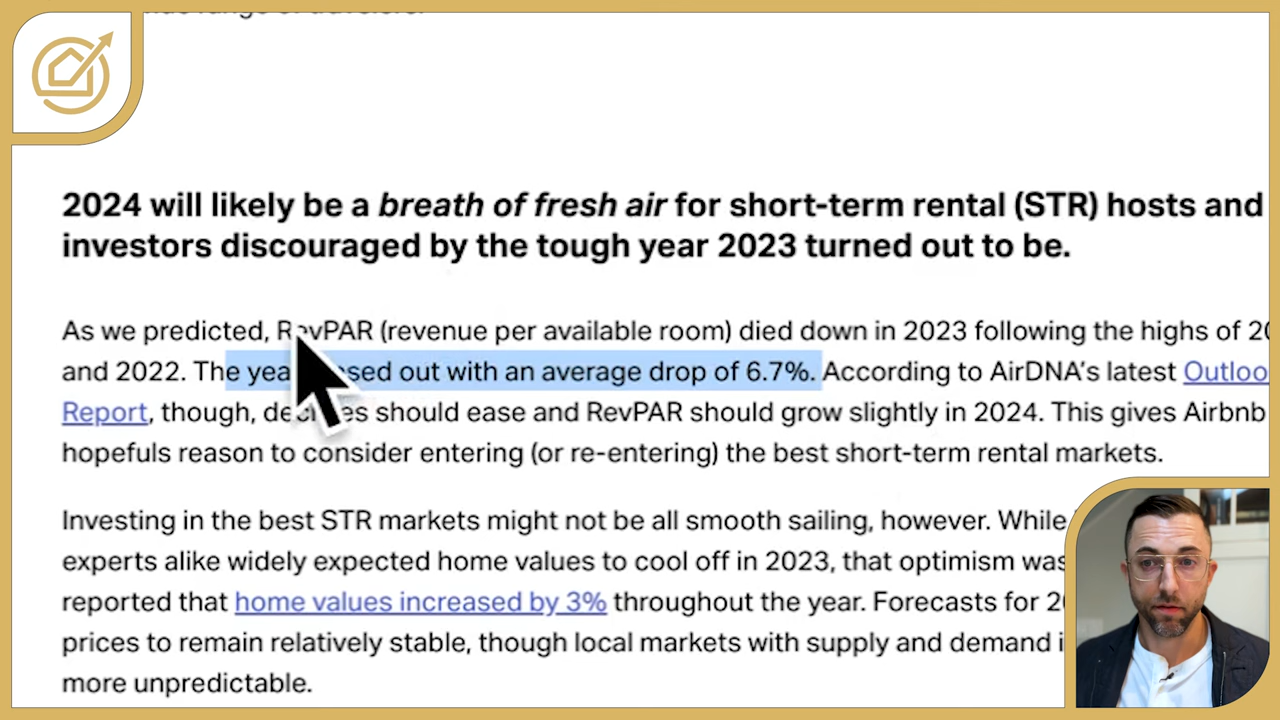 2024 will likely be a breath of fresh air for short-term rental (STR) hosts and
investors discouraged by the tough year 2023 turned out to be.
As we predicted, RevPAR (revenue per available room) died down in 2023 following the highs of
and 2022. The out with an average drop of 6.7%. According to AirDNA's latest
Report, though, should ease and RevPAR should grow slightly in 2024. This gives Airbnb
hopefuls reason to consider entering (or re-entering) the best short-term rental markets.
Investing in the best STR markets might not be all smooth sailing, however. While
experts alike widely expected home values to cool off in 2023, that optimism was
reported that home values increased by 3% throughout the year. Forecasts for
prices to remain relatively stable, though local markets with supply and demand
more unpredictable.